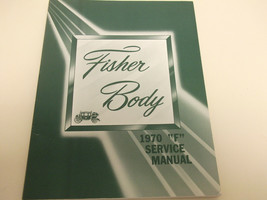 Fisher
Body
1970 "F"
SERVICE
MANUAL